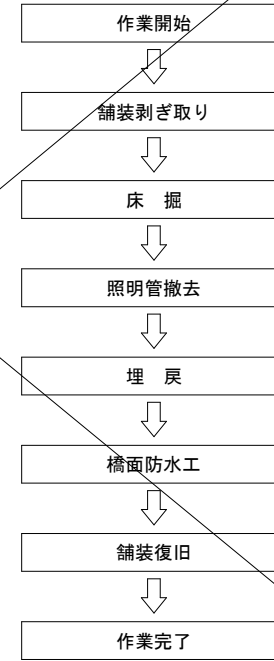 作業開始
舗装剥ぎ取り
床　掘
照明管撤去
埋　戻
橋面防水工
舗装復旧
作業完了